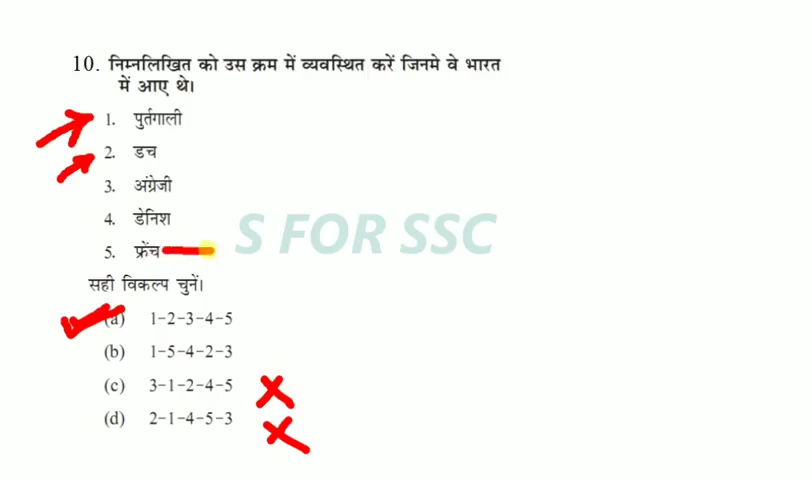 10. निम्नलिखित को उस क्रम में व्यवस्थित करें जिनमे वे भारत
में आए थे।
1. पुर्तगाली
2. डच
3. अंग्रेजी
4. डेनिश
5. फ्रेंच
S FOR SSC
सही विकल्प चुनें।
(a) 1-2-3-4-5
(b) 1-5-4-2-3
(c) 3-1-2-4-5
(d) 2-1-4-5-3